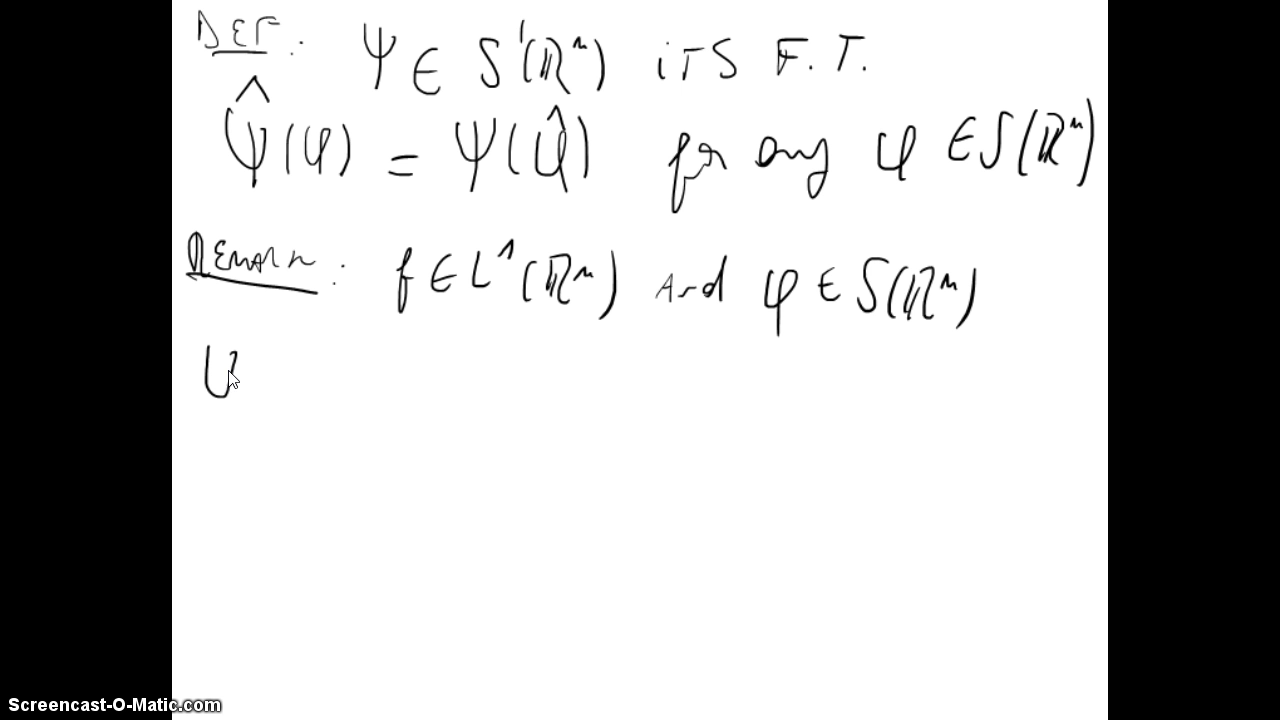 DEF: Ψ ∈ S'(ℝⁿ) its F.T.
Ψ̂(φ) = Ψ(φ̂) for any φ ∈ S(ℝⁿ)
Remark: f ∈ L¹(ℝⁿ) and φ ∈ S(ℝⁿ)
Screencast-O-Matic.com